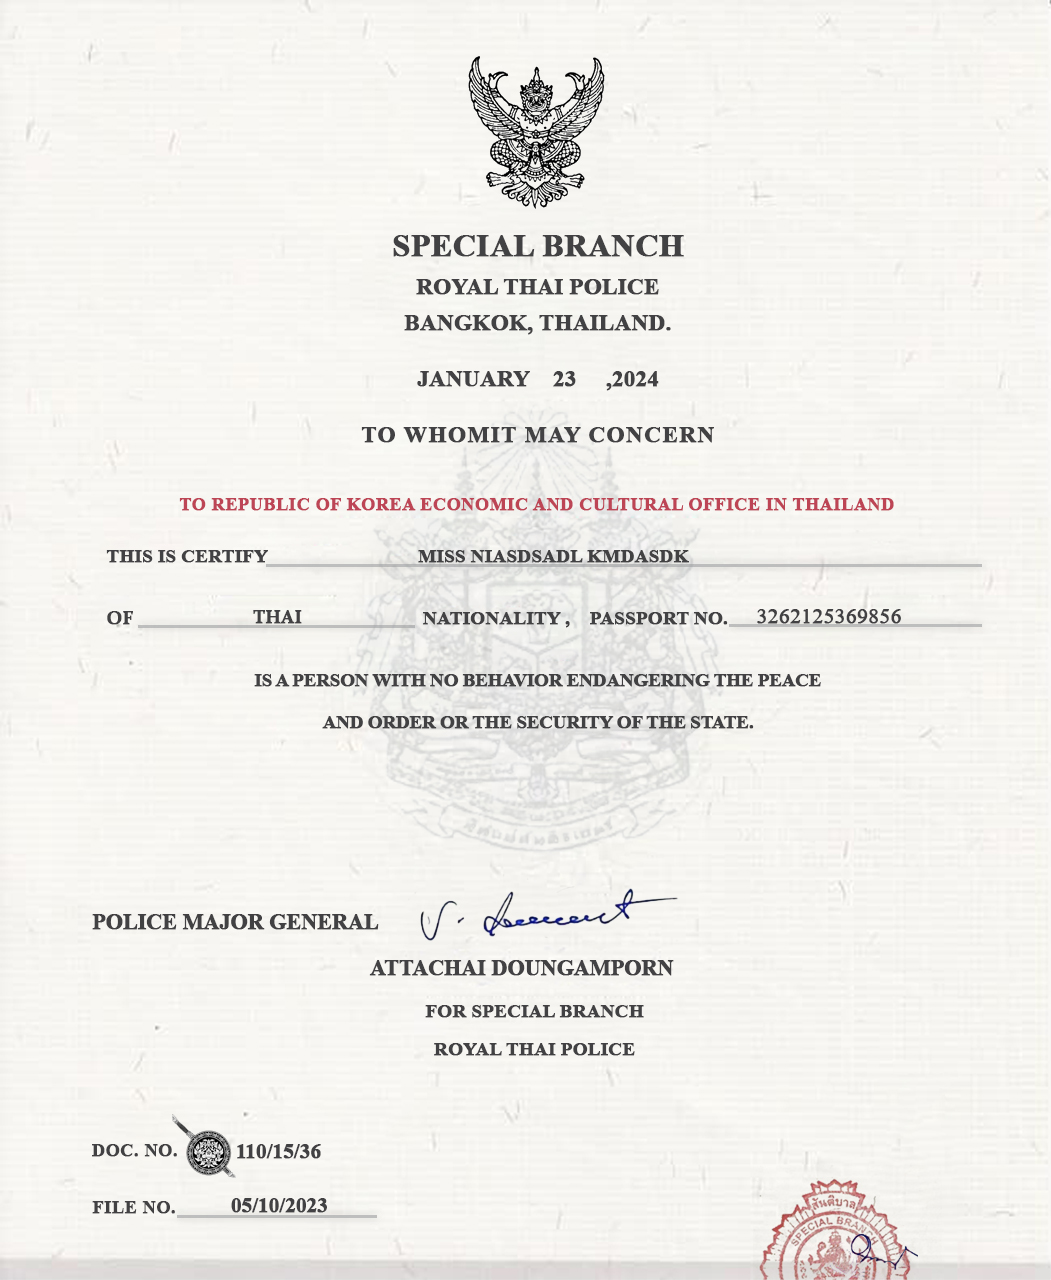 SPECIAL BRANCH
ROYAL THAI POLICE
BANGKOK, THAILAND.
JANUARY 23 ,2024
TO WHOMIT MAY CONCERN
TO REPUBLIC OF KOREA ECONOMIC AND CULTURAL OFFICE IN THAILAND
THIS IS CERTIFY MISS NIASDSADL KMDASDK
OF THAI NATIONALITY , PASSPORT NO. 3262125369856
IS A PERSON WITH NO BEHAVIOR ENDANGERING THE PEACE
AND ORDER OR THE SECURITY OF THE STATE.
POLICE MAJOR GENERAL
ATTACHAI DOUNGAMPORN
FOR SPECIAL BRANCH
ROYAL THAI POLICE
DOC. NO. 110/15/36
FILE NO. 05/10/2023
สันติบาล
SPECIAL BRANCH